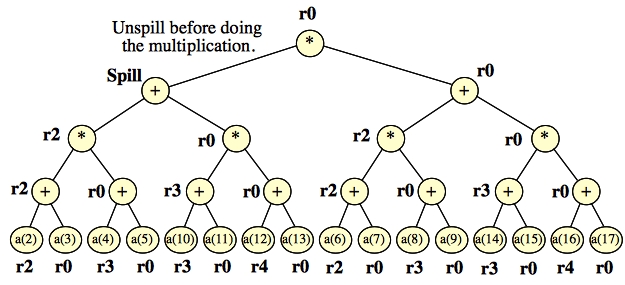 r0
Unspill before doing
the multiplication.
*
Spill
+
r0
+
r2
*
r0
*
r2
*
r0
*
r2
+
r0
+
r3
+
r0
+
r2
+
r0
+
r3
+
r0
+
a(2) a(3) a(4) a(5) a(10) a(11) a(12) a(13) a(6) a(7) a(8) a(9) a(14) a(15) a(16) a(17)
r2 r0 r3 r0 r3 r0 r4 r0 r2 r0 r3 r0 r3 r0 r4 r0